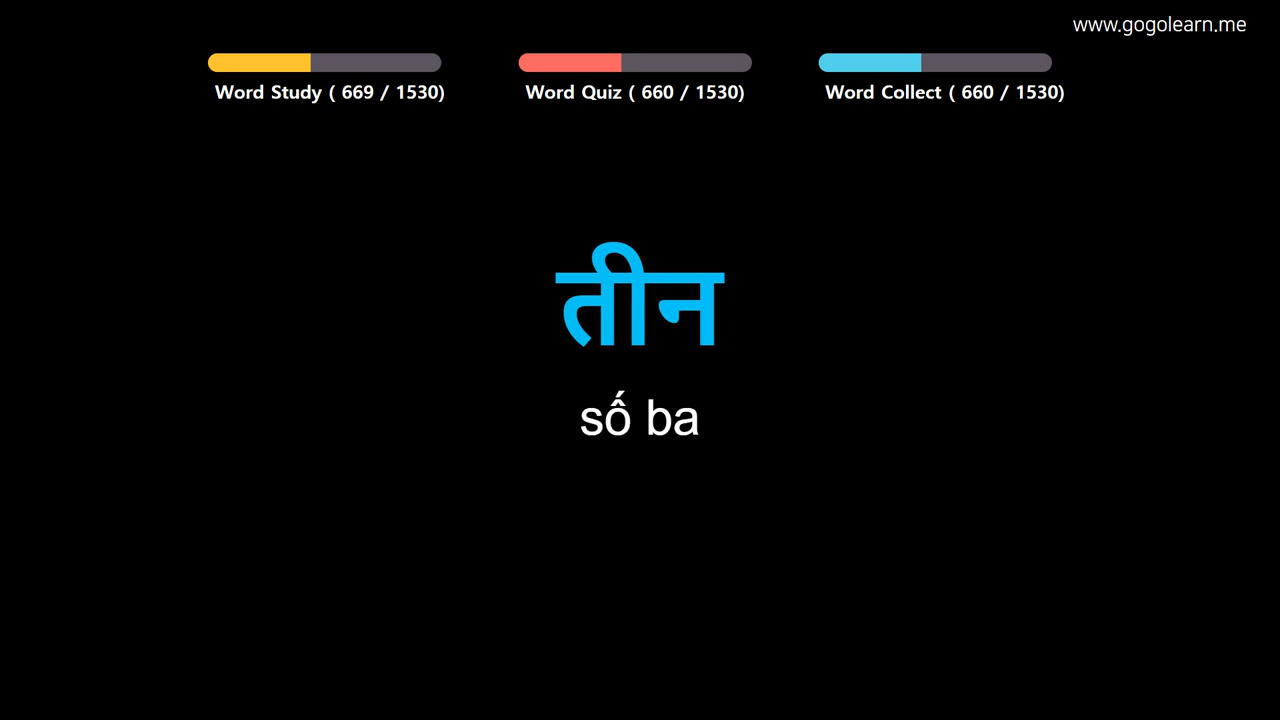 www.gogolearn.me
Word Study ( 669 / 1530)
Word Quiz ( 660 / 1530)
Word Collect ( 660 / 1530)
तीन
số ba